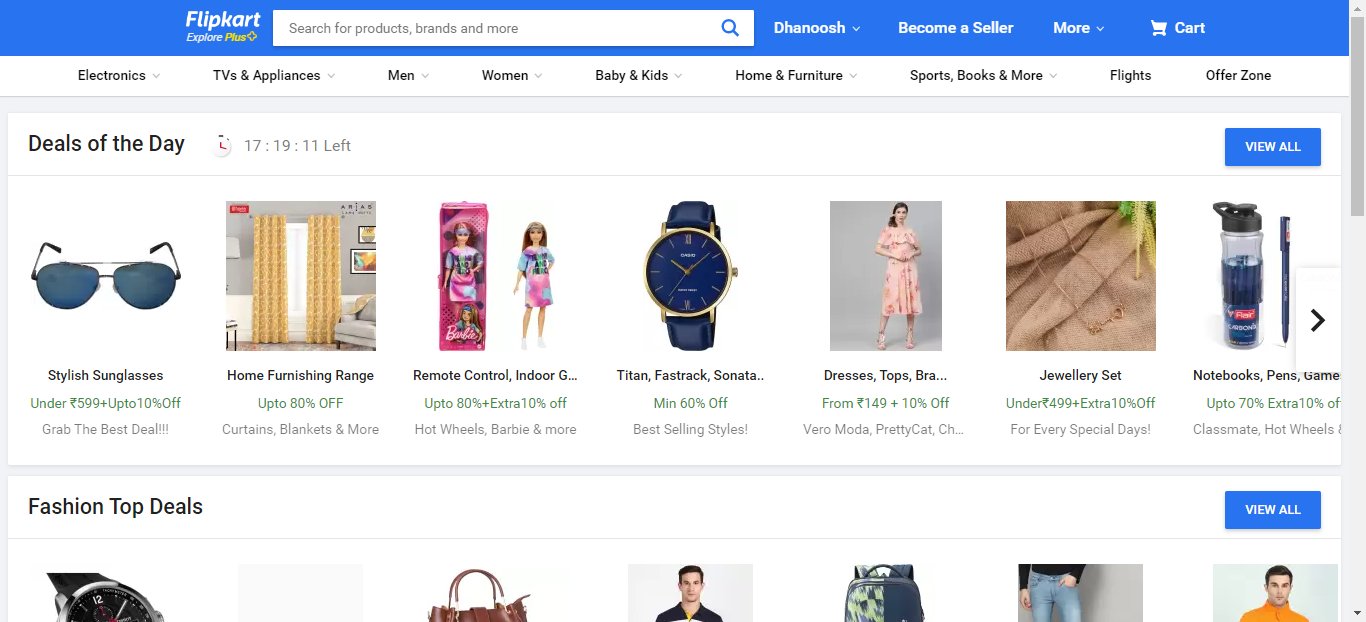 Flipkart
Explore Plus
Search for products, brands and more
Dhanoosh
Become a Seller
More
Cart
Electronics
TVs & Appliances
Men
Women
Baby & Kids
Home & Furniture
Sports, Books & More
Flights
Offer Zone
Deals of the Day
17 : 19 : 11 Left
VIEW ALL
ARIAS
Barbie
CASIO
Flair
CARBONIX
Stylish Sunglasses
Home Furnishing Range
Remote Control, Indoor G...
Titan, Fastrack, Sonata..
Dresses, Tops, Bra...
Jewellery Set
Notebooks, Pens, Game
Under ₹599+Upto10%Off
Upto 80% OFF
Upto 80%+Extra10% off
Min 60% Off
From ₹149 + 10% Off
Under₹499+Extra10%Off
Upto 70% Extra10% of
Grab The Best Deal!!!
Curtains, Blankets & More
Hot Wheels, Barbie & more
Best Selling Styles!
Vero Moda, PrettyCat, Ch...
For Every Special Days!
Classmate, Hot Wheels &
Fashion Top Deals
VIEW ALL